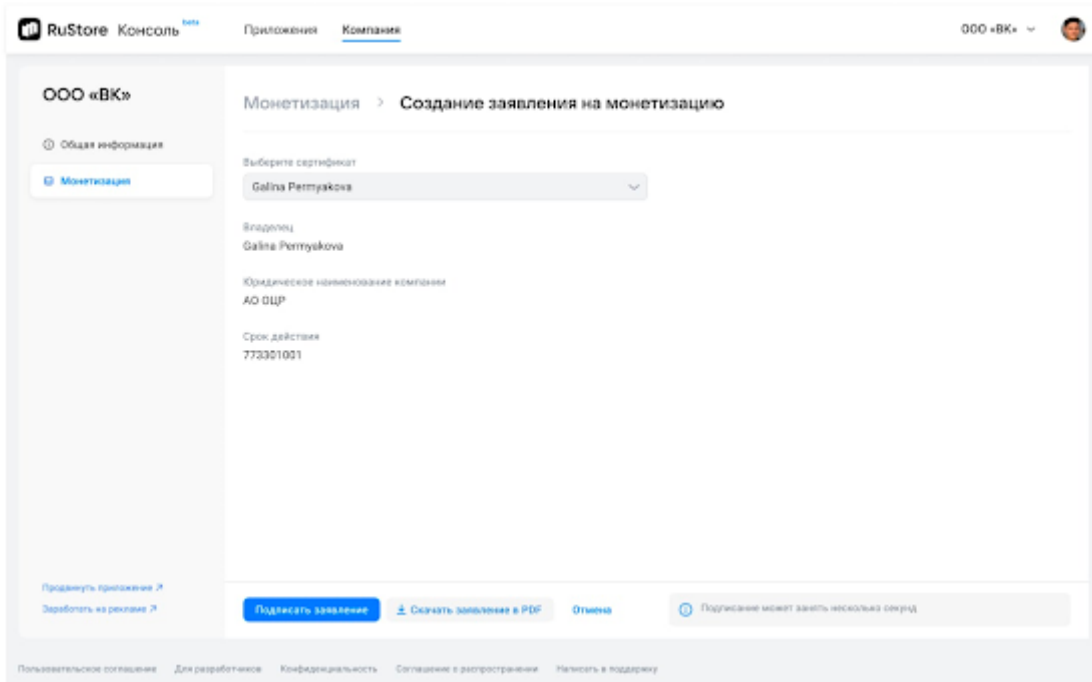 RuStore Консоль beta
Приложения
Компания
ООО «ВК»
ООО «ВК»
Общая информация
Монетизация
Продвинуть приложение ↗
Заработать на рекламе ↗
Монетизация > Создание заявления на монетизацию
Выберите сертификат
Galina Permyakova
Владелец
Galina Permyakova
Юридическое наименование компании
АО ОЦР
Срок действия
773301001
Подписать заявление
Скачать заявление в PDF
Отмена
Подписание может занять несколько секунд
Пользовательское соглашение
Для разработчиков
Конфиденциальность
Соглашение о распространении
Написать в поддержку